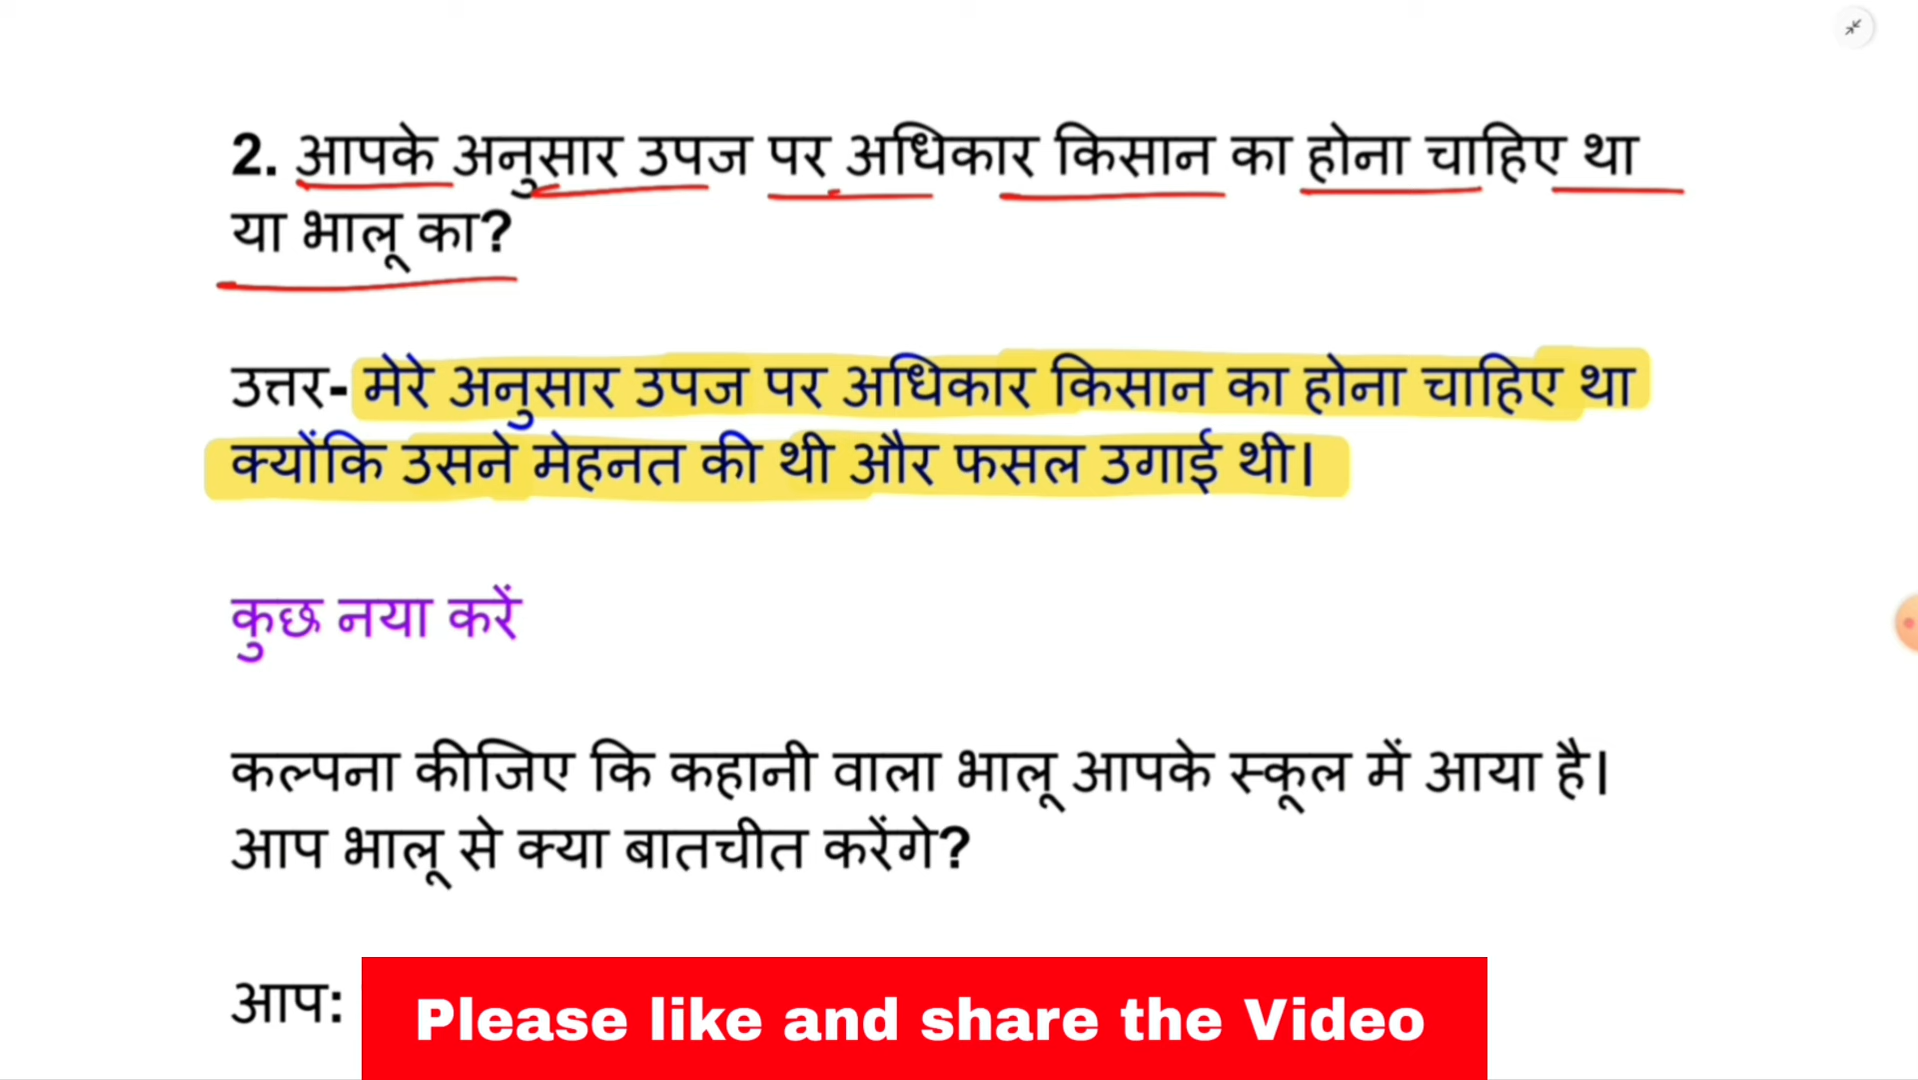 2. आपके अनुसार उपज पर अधिकार किसान का होना चाहिए था
या भालू का?
उत्तर- मेरे अनुसार उपज पर अधिकार किसान का होना चाहिए था
क्योंकि उसने मेहनत की थी और फसल उगाई थी।
कुछ नया करें
कल्पना कीजिए कि कहानी वाला भालू आपके स्कूल में आया है।
आप भालू से क्या बातचीत करेंगे?
आप:
Please like and share the Video